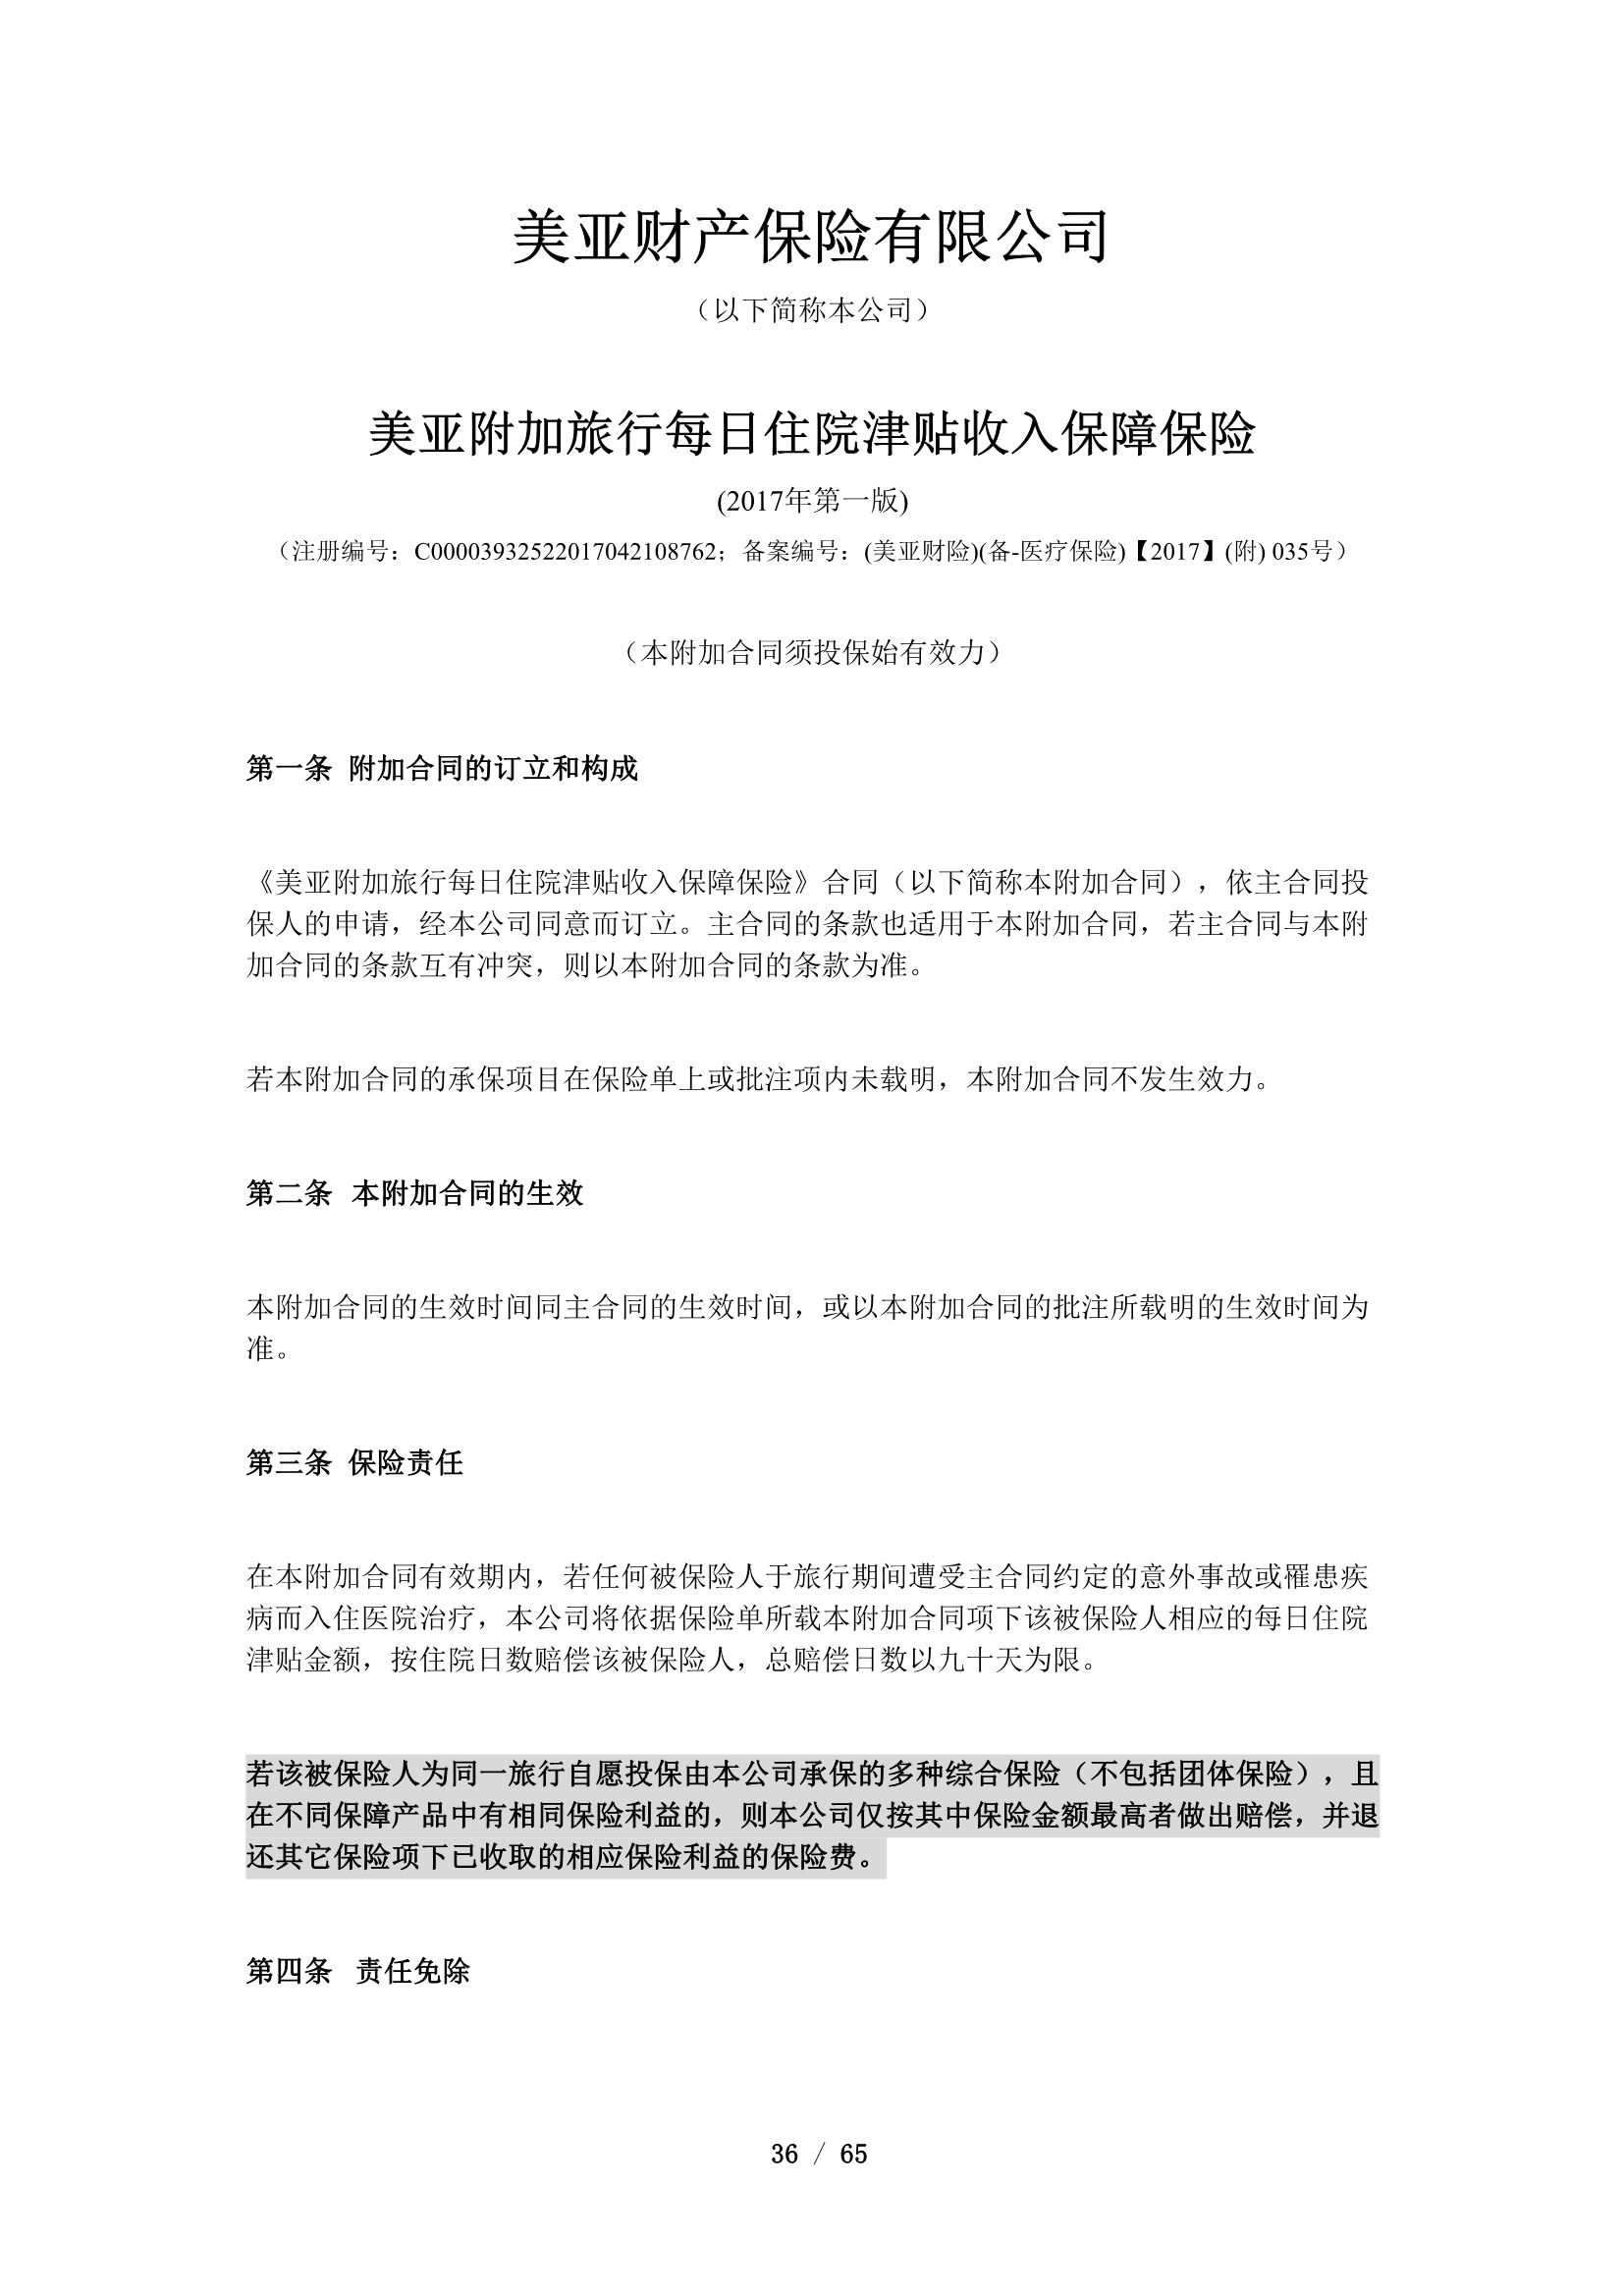 美亚财产保险有限公司
（以下简称本公司）
美亚附加旅行每日住院津贴收入保障保险
(2017年第一版)
（注册编号：C00003932522017042108762；备案编号：(美亚财险)(备-医疗保险)【2017】(附) 035号）
（本附加合同须投保始有效力）
第一条 附加合同的订立和构成
《美亚附加旅行每日住院津贴收入保障保险》合同（以下简称本附加合同），依主合同投
保人的申请，经本公司同意而订立。主合同的条款也适用于本附加合同，若主合同与本附
加合同的条款互有冲突，则以本附加合同的条款为准。
若本附加合同的承保项目在保险单上或批注项内未载明，本附加合同不发生效力。
第二条 本附加合同的生效
本附加合同的生效时间同主合同的生效时间，或以本附加合同的批注所载明的生效时间为
准。
第三条 保险责任
在本附加合同有效期内，若任何被保险人于旅行期间遭受主合同约定的意外事故或罹患疾
病而入住医院治疗，本公司将依据保险单所载本附加合同项下该被保险人相应的每日住院
津贴金额，按住院日数赔偿该被保险人，总赔偿日数以九十天为限。
若该被保险人为同一旅行自愿投保由本公司承保的多种综合保险（不包括团体保险），且
在不同保障产品中有相同保险利益的，则本公司仅按其中保险金额最高者做出赔偿，并退
还其它保险项下已收取的相应保险利益的保险费。
第四条 责任免除
36 / 65